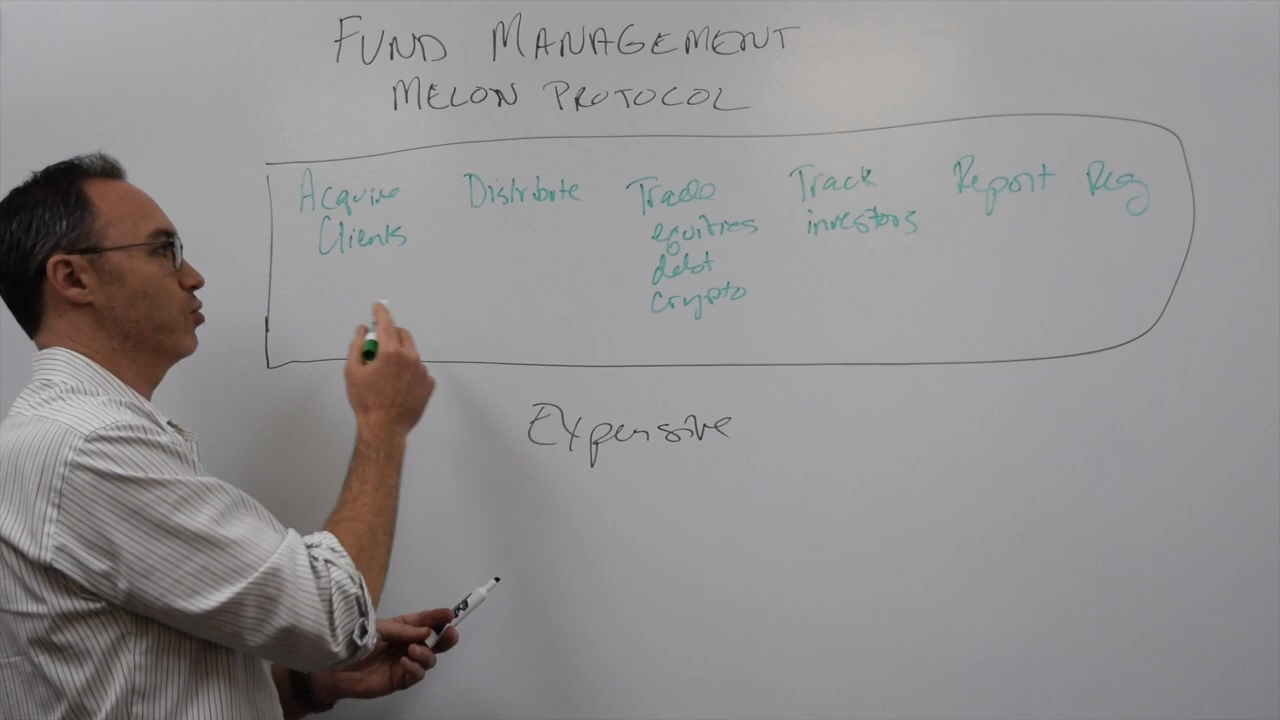 FUND MANAGEMENT
MELON PROTOCOL
Acquire Distribute Trade Track Report Reg
Clients equities investors
debt
crypto
Expensive